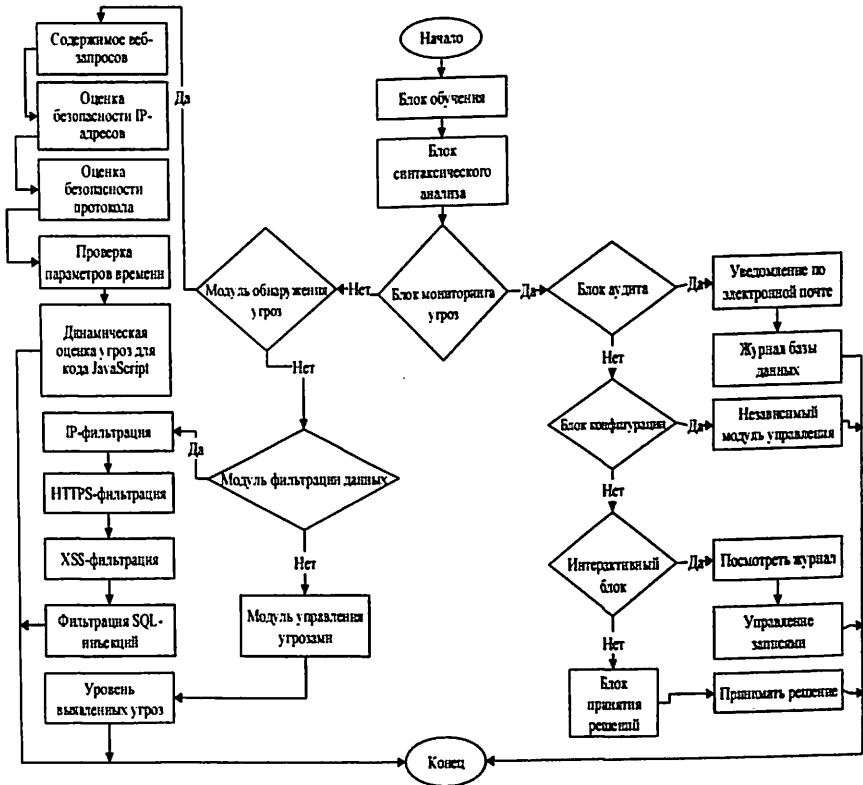 Начало
Блок обучения
Блок
синтаксического
анализа
Блок мониторинга
угроз
Нет
Да
Модуль обнаружения
угроз
Да
Содержимое веб-
запросов
Оценка
безопасности IP-
адресов
Оценка
безопасности
протокола
Проверка
параметров времени
Динамическая
оценка угроз для
кода JavaScript
Нет
Модуль фильтрации данных
Да
IP-фильтрация
HTTPS-фильтрация
XSS-фильтрация
Фильтрация SQL-
инъекций
Нет
Модуль управления
угрозами
Уровень
выявленных угроз
Блок аудита
Да
Уведомление по
электронной почте
Журнал базы
данных
Нет
Блок конфигурации
Да
Независимый
модуль управления
Нет
Интерактивный
блок
Да
Посмотреть журнал
Управление
записями
Нет
Блок
принятия
решений
Принимать решение
Конец